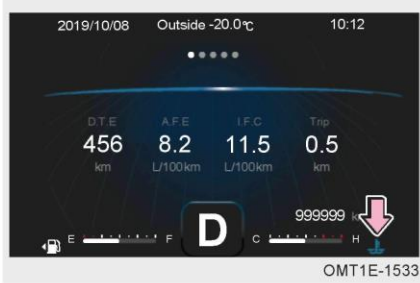 2019/10/08 Outside -20.0℃ 10:12
D.T.E A.F.E I.F.C Trip
456 8.2 11.5 0.5
km L/100km L/100km km
999999
E F D C H
OMT1E-1533